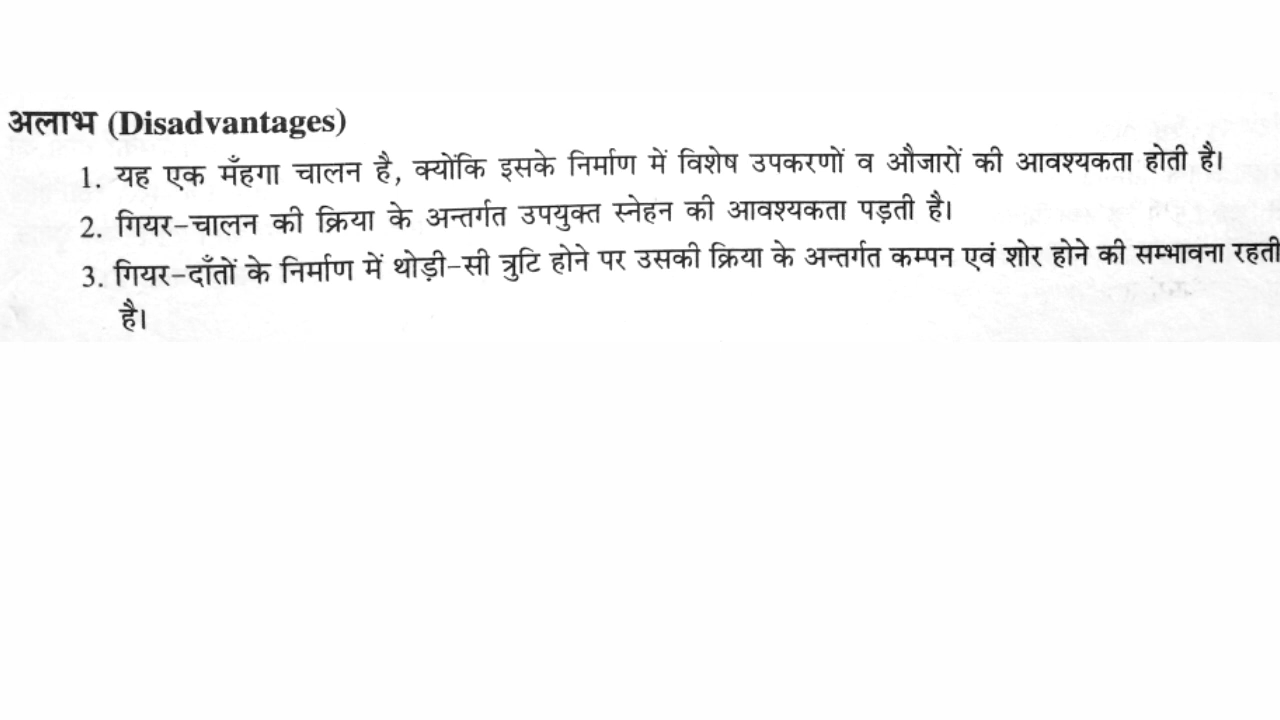 अलाभ (Disadvantages)
1. यह एक मँहगा चालन है, क्योंकि इसके निर्माण में विशेष उपकरणों व औजारों की आवश्यकता होती है।
2. गियर-चालन की क्रिया के अन्तर्गत उपयुक्त स्नेहन की आवश्यकता पड़ती है।
3. गियर-दाँतों के निर्माण में थोड़ी-सी त्रुटि होने पर उसकी क्रिया के अन्तर्गत कम्पन एवं शोर होने की सम्भावना रहती
है।